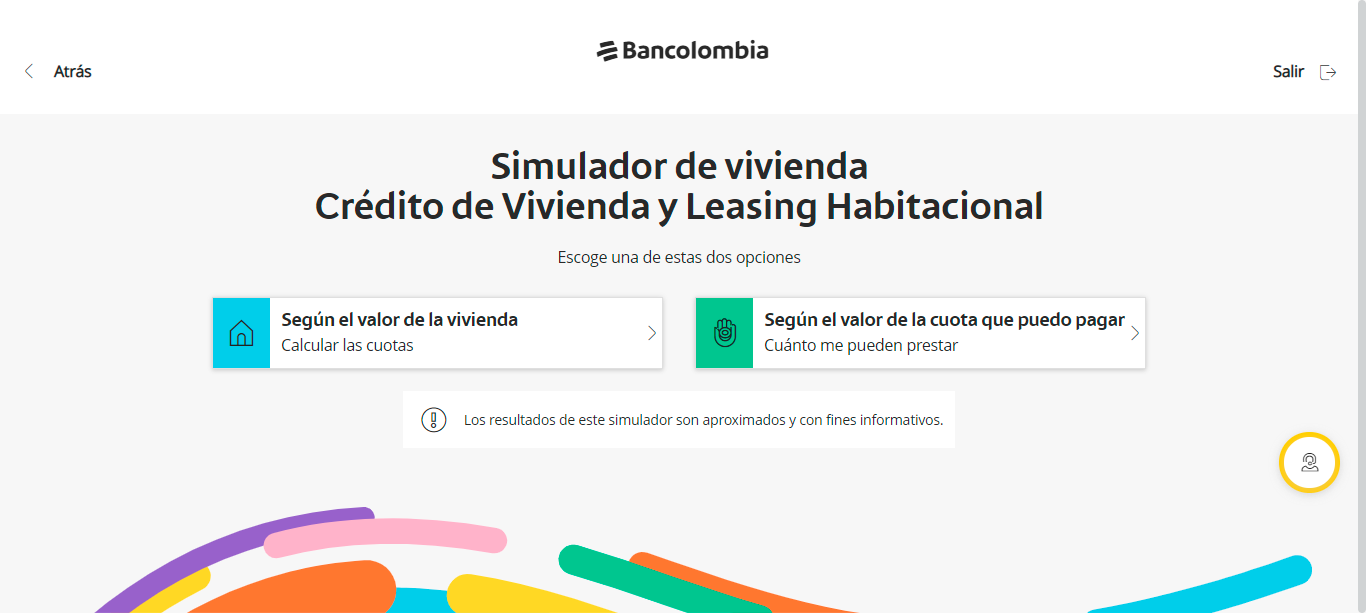 Bancolombia
Atrás
Salir
Simulador de vivienda
Crédito de Vivienda y Leasing Habitacional
Escoge una de estas dos opciones
Según el valor de la vivienda
Calcular las cuotas
Según el valor de la cuota que puedo pagar
Cuánto me pueden prestar
Los resultados de este simulador son aproximados y con fines informativos.